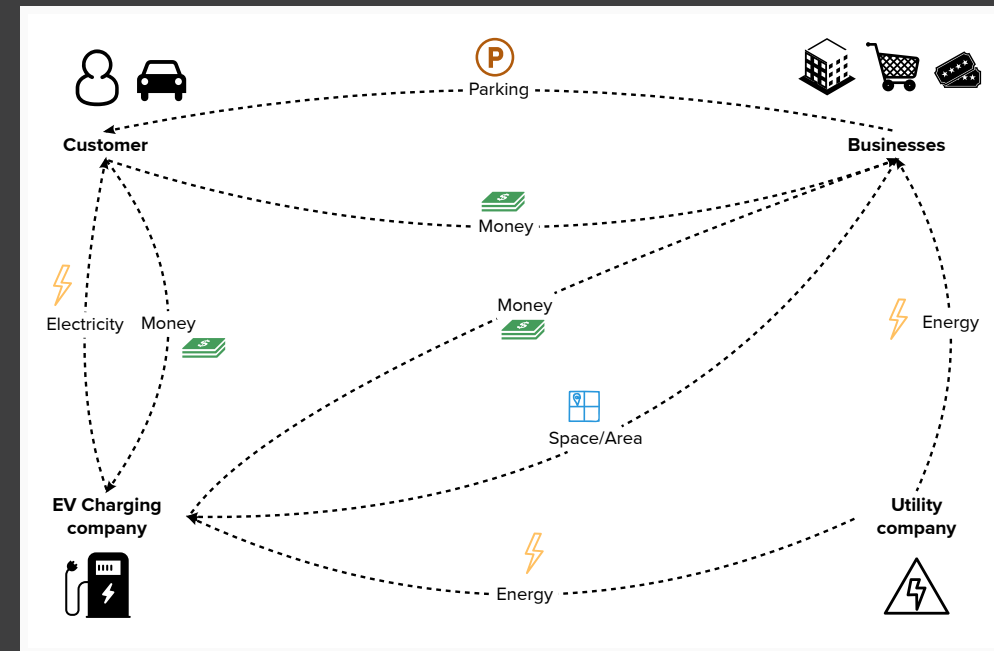 P
Parking
Customer
Businesses
Money
Money
Electricity
Money
Energy
Space/Area
EV Charging
company
Utility
company
Energy